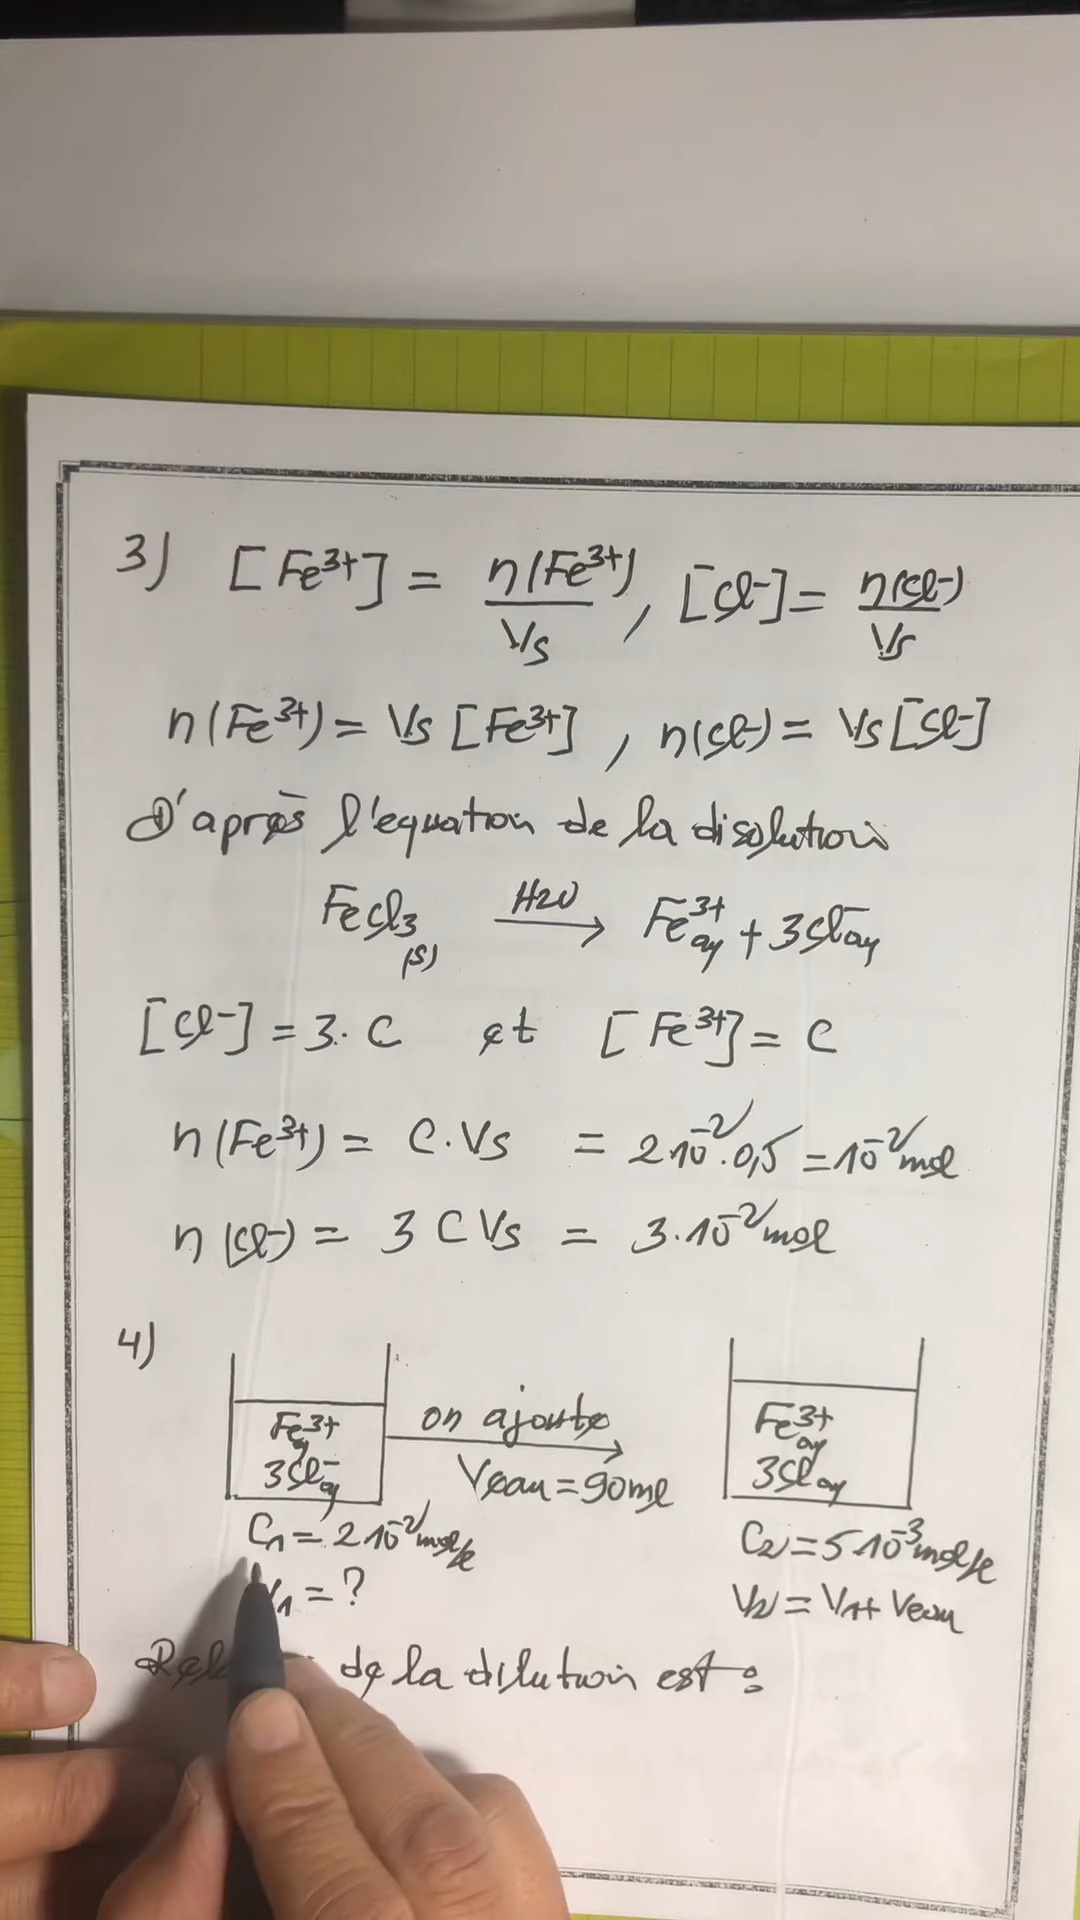 3) [Fe³⁺] = n(Fe³⁺)/Vs , [Cl⁻] = n(Cl⁻)/Vs
n(Fe³⁺) = Vs [Fe³⁺] , n(Cl⁻) = Vs [Cl⁻]
D'après l'equation de la disolution
FeCl₃(s) —H₂O→ Fe³⁺aq + 3Cl⁻aq
[Cl⁻] = 3. C et [Fe³⁺] = C
n(Fe³⁺) = C.Vs = 2.10⁻².0,5 = 10⁻² mol
n(Cl⁻) = 3 C Vs = 3.10⁻² mol
4)
Fe³⁺aq
3Cl⁻aq
C₁ = 2.10⁻² mol/l
V₁ = ?
on ajoute
Veau = 90 ml
Fe³⁺aq
3Cl⁻aq
C₂ = 5.10⁻³ mol/l
V₂ = V₁ + Veau
de la dilution est :